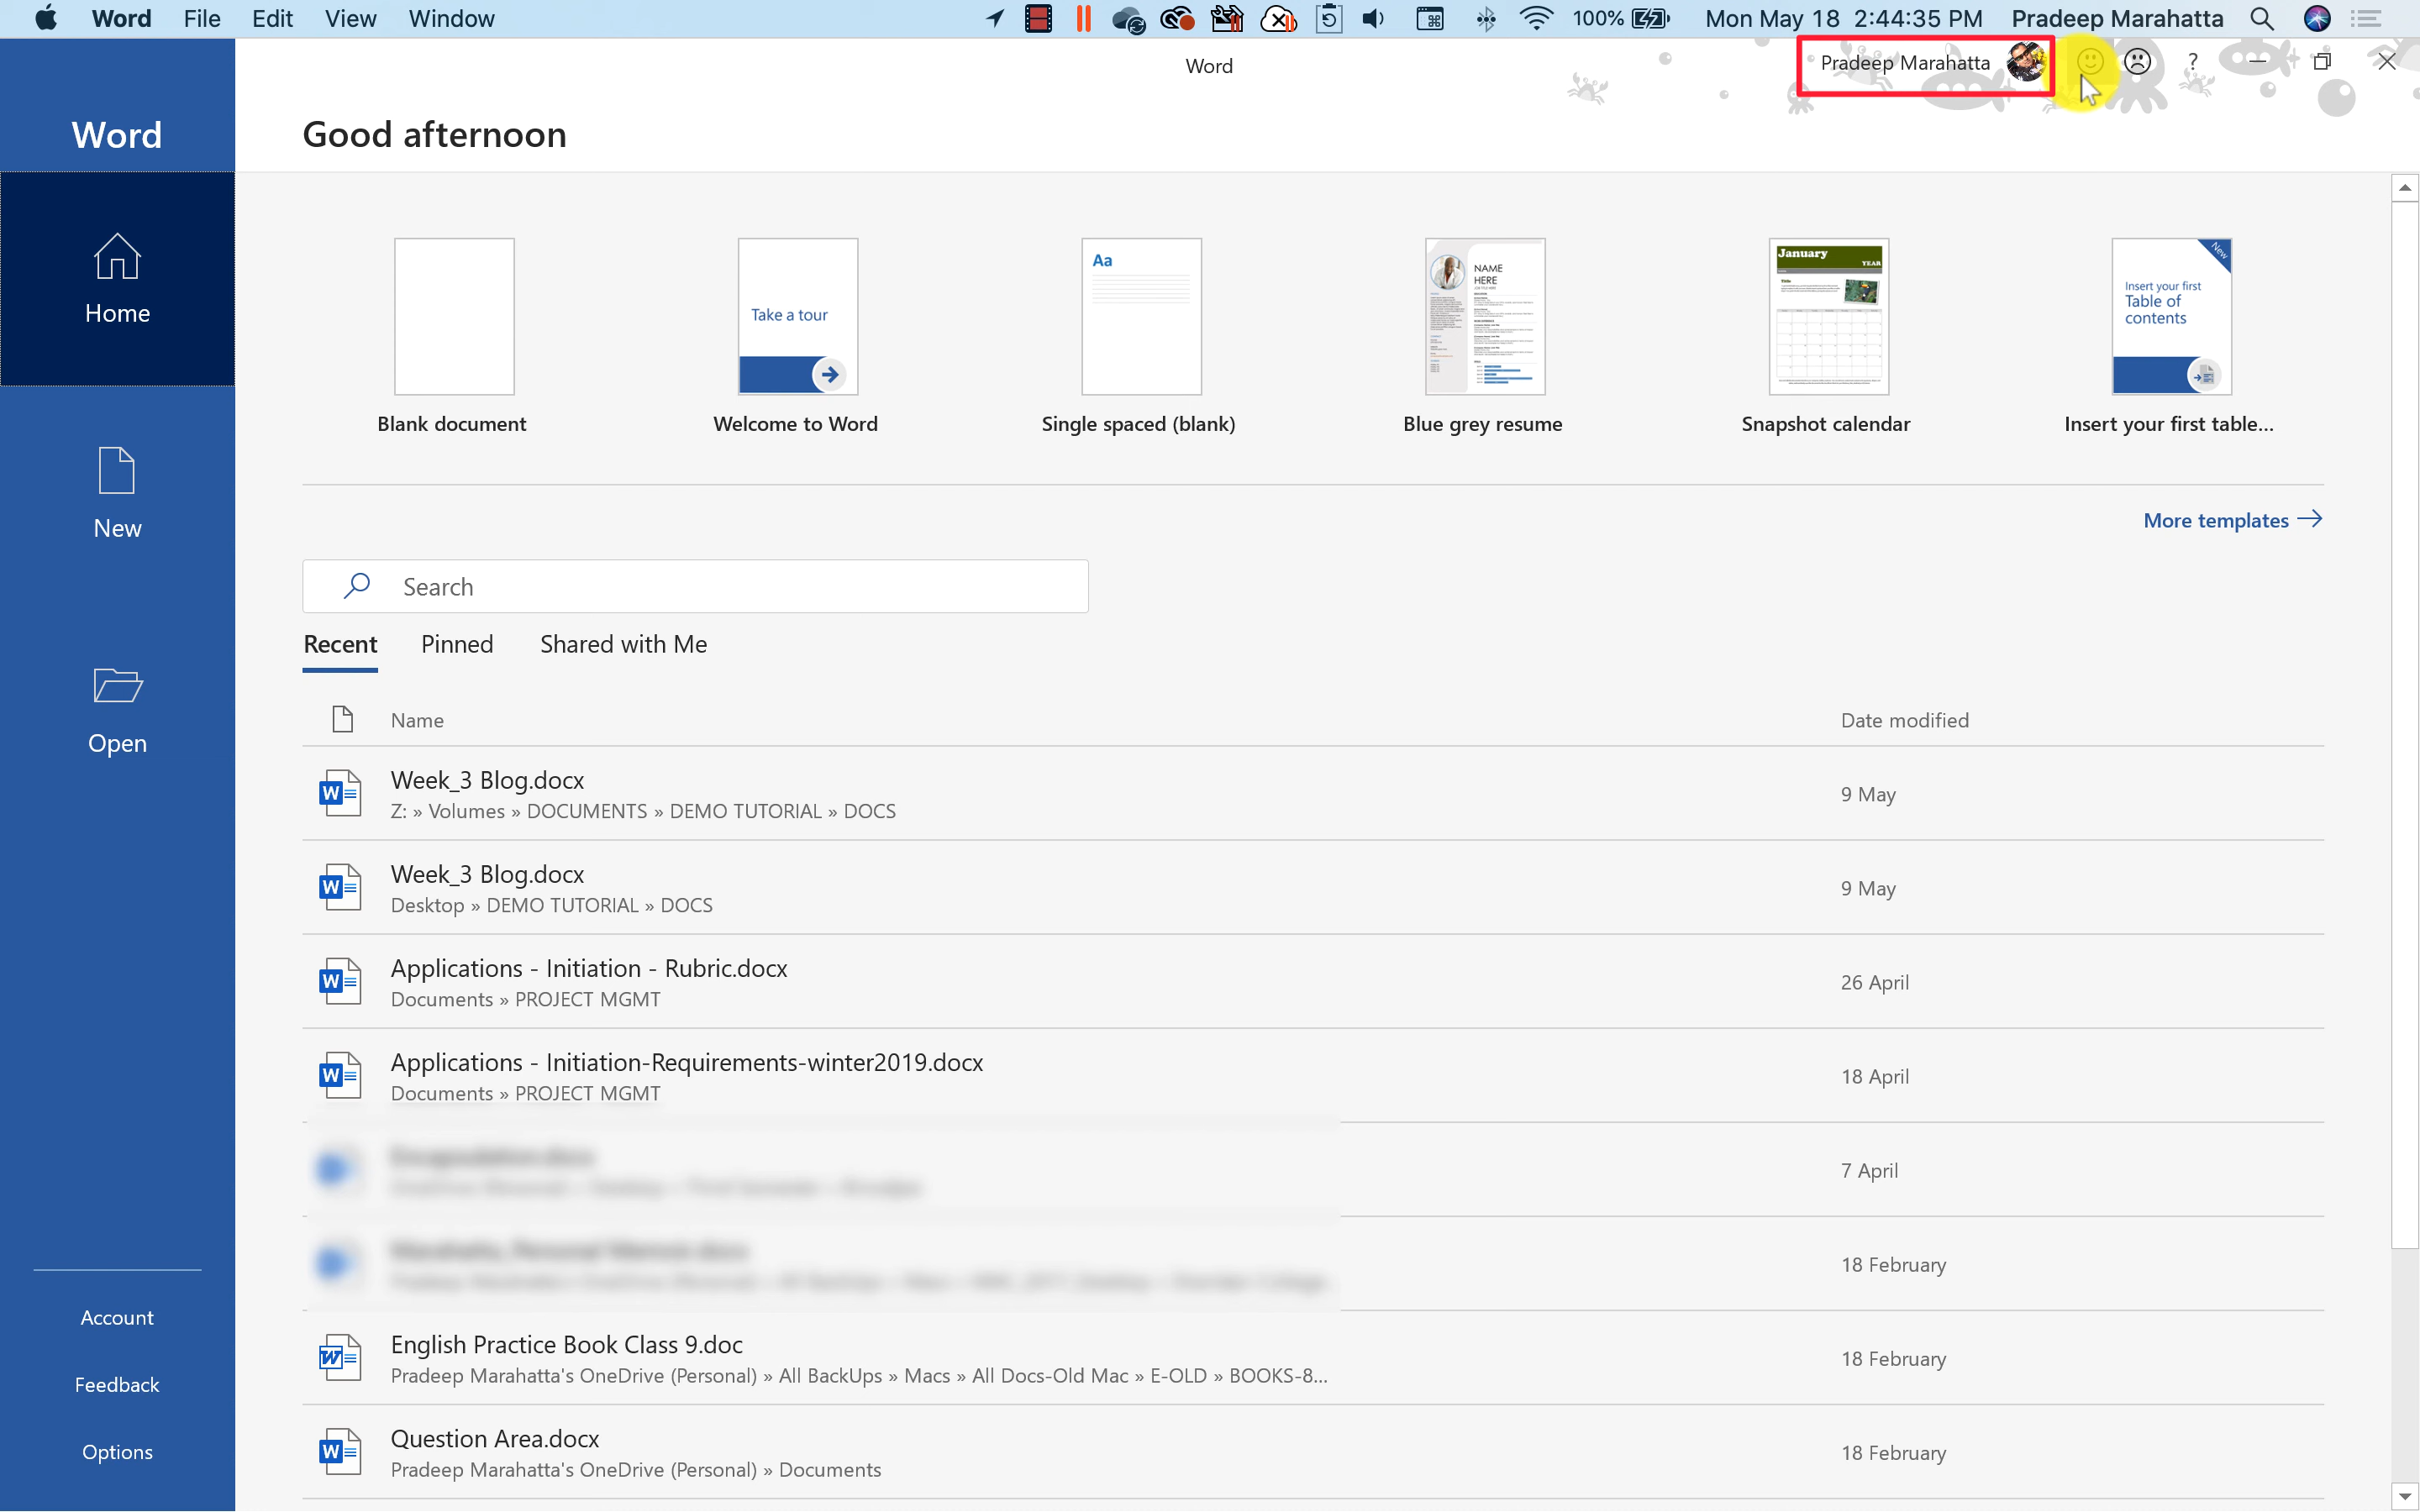 Word File Edit View Window 100% Mon May 18 2:44:35 PM Pradeep Marahatta
Word
Pradeep Marahatta ?
Word
Good afternoon
Home
New
Open
Account
Feedback
Options
Aa
Take a tour
NAME
HERE
January
YEAR
New
Insert your first
Table of
contents
Blank document Welcome to Word Single spaced (blank) Blue grey resume Snapshot calendar Insert your first table...
More templates
Search
Recent Pinned Shared with Me
Name Date modified
Week_3 Blog.docx
Z: » Volumes » DOCUMENTS » DEMO TUTORIAL » DOCS
9 May
Week_3 Blog.docx
Desktop » DEMO TUTORIAL » DOCS
9 May
Applications - Initiation - Rubric.docx
Documents » PROJECT MGMT
26 April
Applications - Initiation-Requirements-winter2019.docx
Documents » PROJECT MGMT
18 April
7 April
18 February
English Practice Book Class 9.doc
Pradeep Marahatta's OneDrive (Personal) » All BackUps » Macs » All Docs-Old Mac » E-OLD » BOOKS-8...
18 February
Question Area.docx
Pradeep Marahatta's OneDrive (Personal) » Documents
18 February